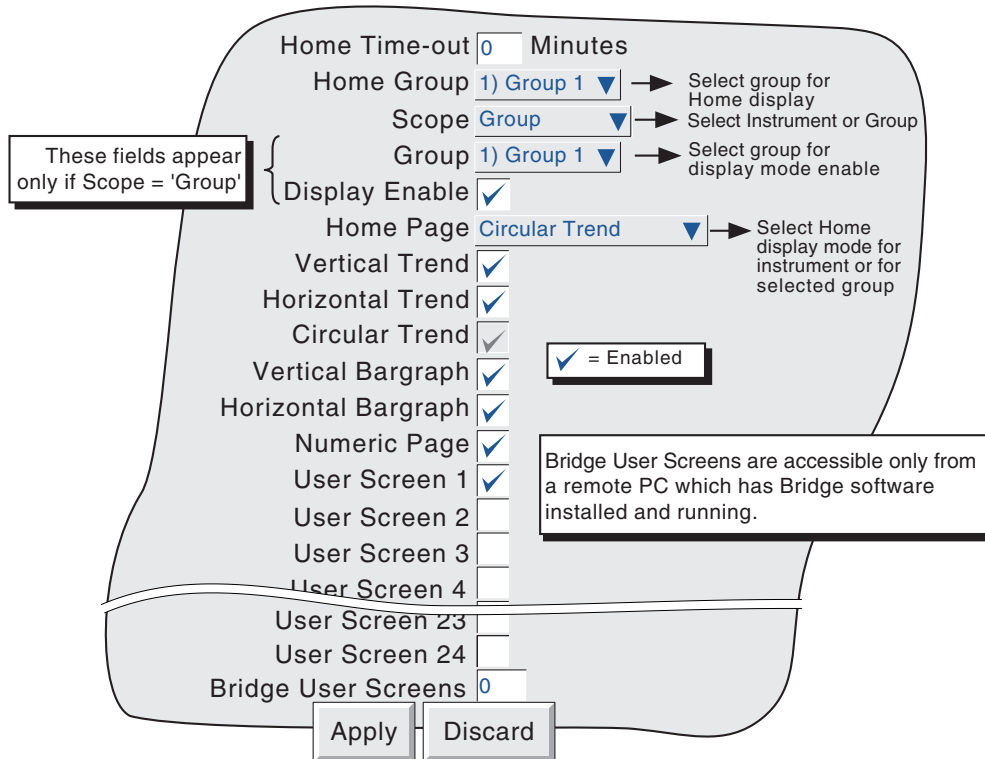 Home Time-out 0 Minutes
Home Group 1) Group 1
Select group for
Home display
Scope Group
Select Instrument or Group
These fields appear
only if Scope = 'Group'
Group 1) Group 1
Select group for
display mode enable
Display Enable
Home Page Circular Trend
Select Home
display mode for
instrument or for
selected group
Vertical Trend
Horizontal Trend
Circular Trend
= Enabled
Vertical Bargraph
Horizontal Bargraph
Numeric Page
User Screen 1
Bridge User Screens are accessible only from
a remote PC which has Bridge software
installed and running.
User Screen 2
User Screen 3
User Screen 4
User Screen 23
User Screen 24
Bridge User Screens 0
Apply Discard